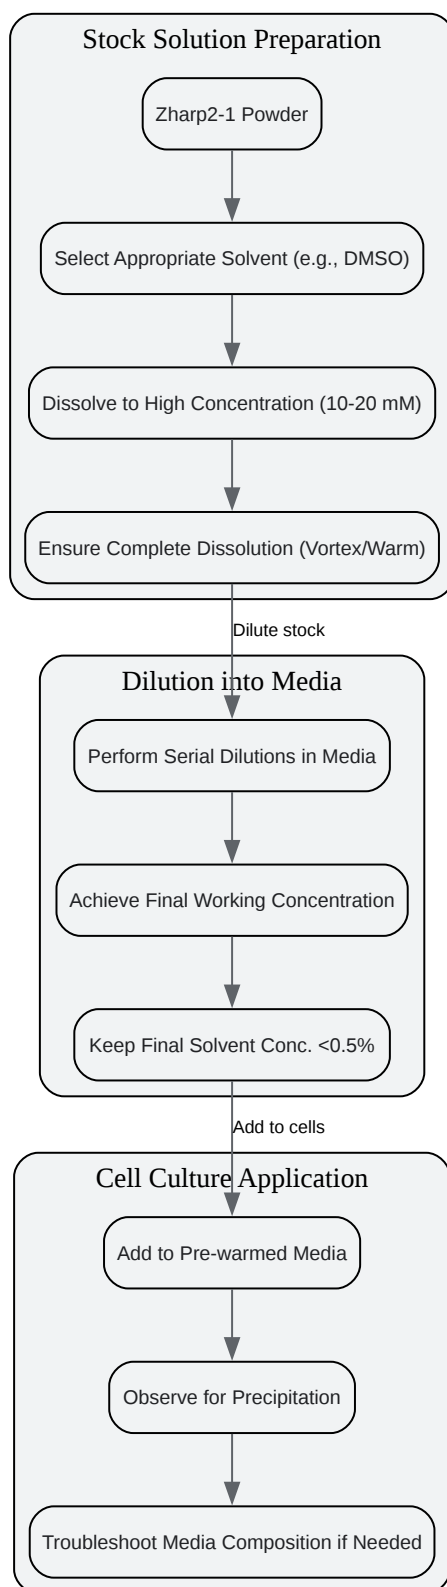 Stock Solution Preparation
Zharp2-1 Powder
Select Appropriate Solvent (e.g., DMSO)
Dissolve to High Concentration (10-20 mM)
Ensure Complete Dissolution (Vortex/Warm)
Dilute stock
Dilution into Media
Perform Serial Dilutions in Media
Achieve Final Working Concentration
Keep Final Solvent Conc. <0.5%
Add to cells
Cell Culture Application
Add to Pre-warmed Media
Observe for Precipitation
Troubleshoot Media Composition if Needed